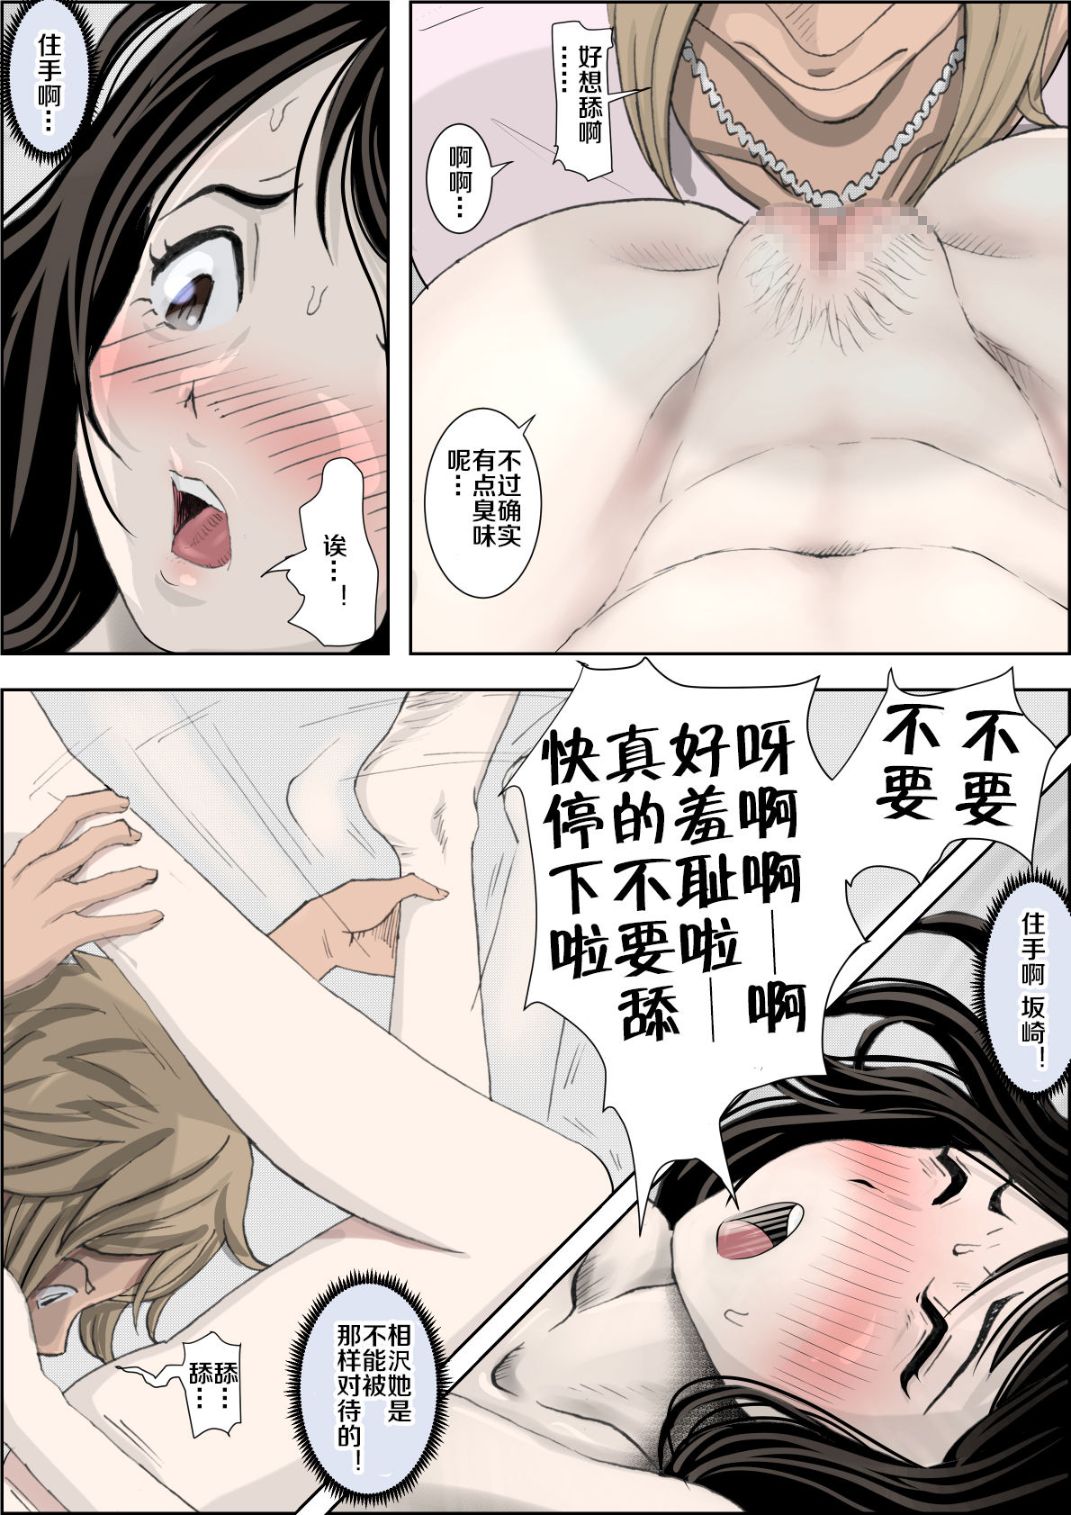 好想舔啊
……
啊啊…
不过确实
有点臭味
呢…
住手啊…
诶…！
不要
不要
呀啊啊——啊
好羞耻啦——
真的不要舔
快停下啦
住手啊 坂崎！
相沢她是
不能被
那样对待的！
舔…
舔…